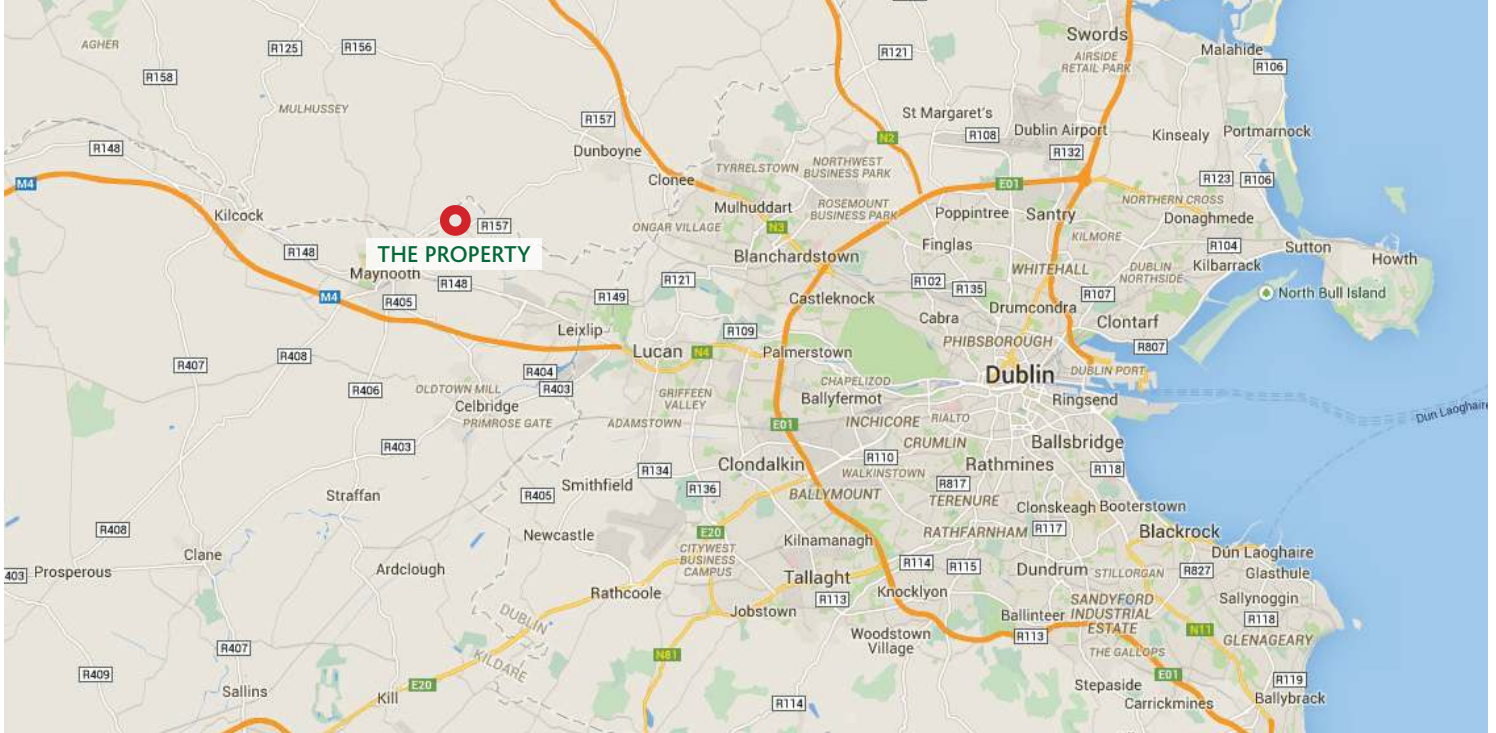 Swords
AGHER
R125
R156
R121
Malahide
AIRSIDE
RETAIL PARK
R106
R158
MULHUSSEY
R157
St Margaret's
R108
Dublin Airport
Kinsealy
Portmarnock
N2
R132
R148
Dunboyne
TYRRELSTOWN
NORTHWEST
BUSINESS PARK
M4
Clonee
E01
R123
R106
Kilcock
Mulhuddart
ROSEMOUNT
BUSINESS PARK
Poppintree
Santry
NORTHERN CROSS
Donaghmede
R157
ONGAR VILLAGE
N3
KILMORE
THE PROPERTY
R148
Blanchardstown
Finglas
R104
Sutton
Kilbarrack
Howth
Maynooth
R148
R121
WHITEHALL
DUBLIN
NORTHSIDE
R102
R135
M4
R405
R149
Castleknock
R107
North Bull Island
Cabra
Drumcondra
Clontarf
Leixlip
R109
PHIBSBOROUGH
R807
R407
R408
Lucan
N4
Palmerstown
Dublin
DUBLIN PORT
R404
R403
R406
OLDTOWN MILL
Celbridge
PRIMROSE GATE
GRIFFEEN
VALLEY
CHAPELIZOD
Ballyfermot
Ringsend
Dun Laoghaire
ADAMSTOWN
E01
INCHICORE
RIALTO
CRUMLIN
Ballsbridge
R403
R110
WALKINSTOWN
Rathmines
R118
R134
Clondalkin
Straffan
R405
Smithfield
R136
BALLYMOUNT
R817
TERENURE
Clonskeagh
Booterstown
R408
Newcastle
E20
Kilnamanagh
RATHFARNHAM
R117
Blackrock
Clane
CITYWEST
BUSINESS
CAMPUS
Dún Laoghaire
403
Prosperous
Ardclough
Tallaght
R114
R115
Dundrum
STILLORGAN
R827
Glasthule
Rathcoole
R113
Knocklyon
SANDYFORD
INDUSTRIAL
ESTATE
Sallynoggin
Jobstown
Ballinteer
R118
DUBLIN
KILDARE
Woodstown
Village
R113
N11
GLENAGEARY
R407
N81
THE GALLOPS
R409
Sallins
Kill
E20
R114
Stepaside
E01
R119
Carrickmines
Ballybrack